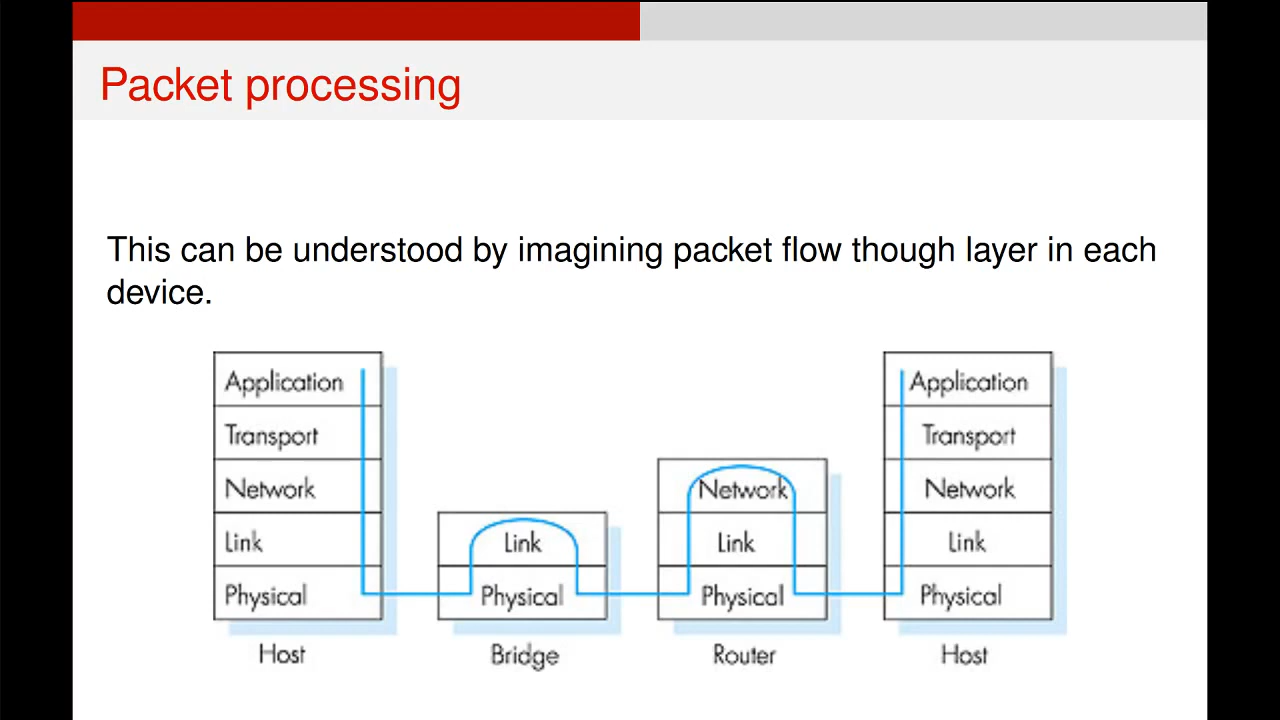 Packet processing
This can be understood by imagining packet flow though layer in each
device.
Application
Transport
Network
Link
Physical
Host
Link
Physical
Bridge
Network
Link
Physical
Router
Application
Transport
Network
Link
Physical
Host